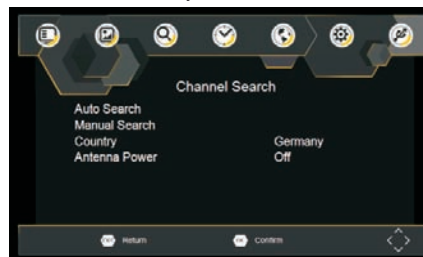 Channel Search
Auto Search
Manual Search
Country Germany
Antenna Power Off
Return
Confirm